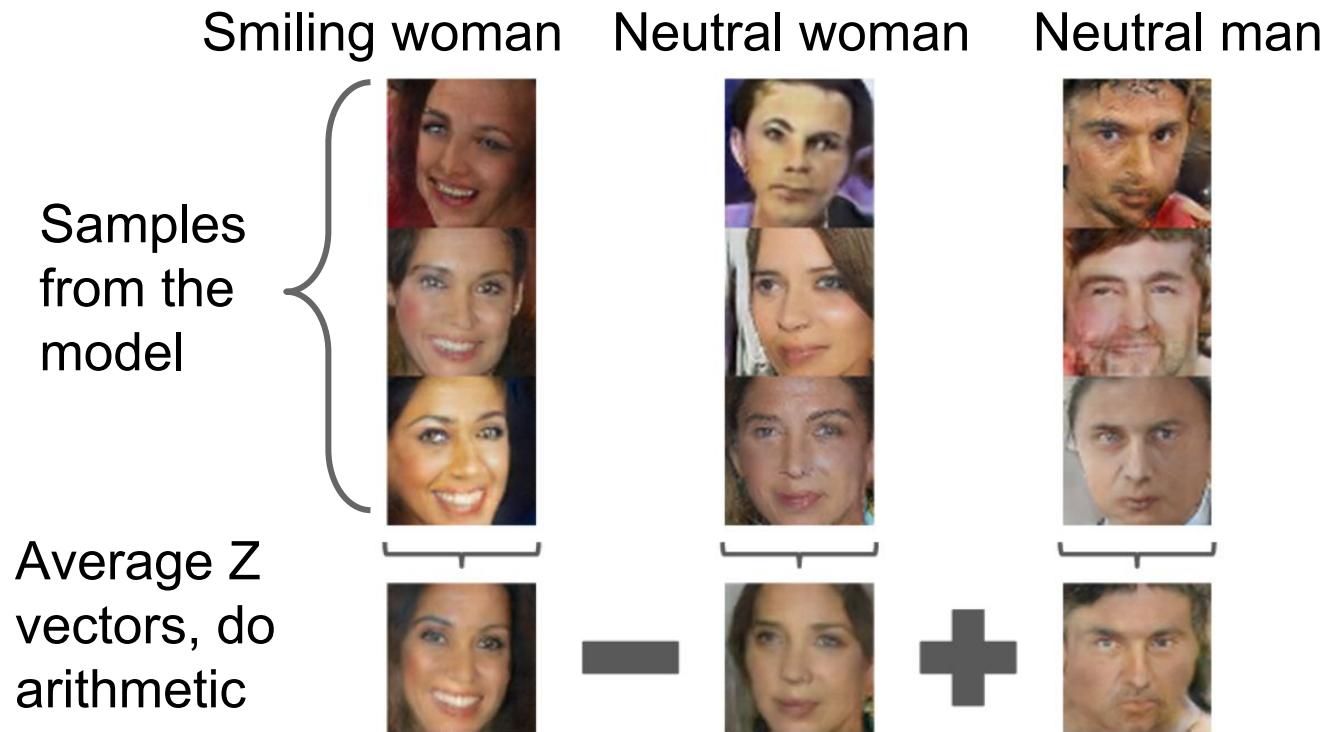 Smiling woman Neutral woman Neutral man
Samples
from the
model
Average Z
vectors, do
arithmetic